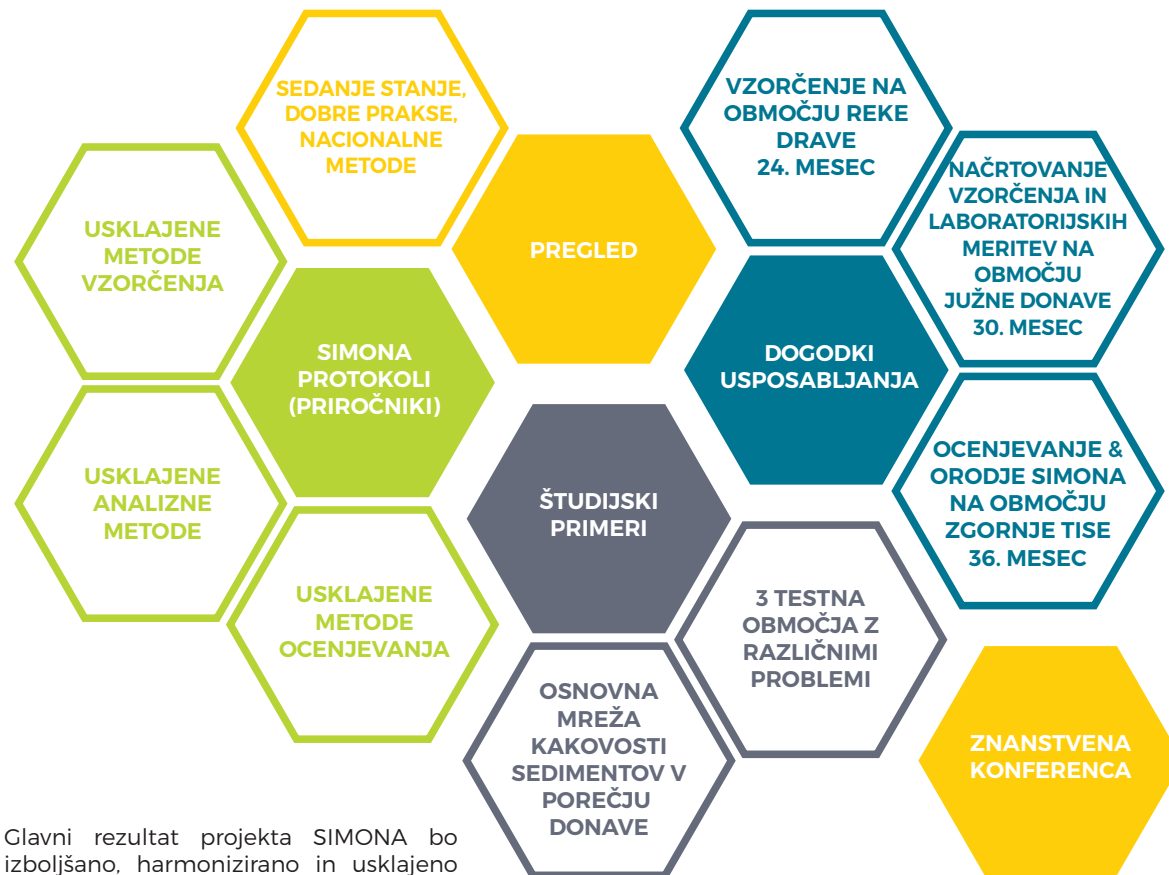 SEDANJE STANJE,
DOBRE PRAKSE,
NACIONALNE
METODE
PREGLED
USKLAJENE
METODE
VZORČENJA
SIMONA
PROTOKOLI
(PRIROČNIKI)
USKLAJENE
ANALIZNE
METODE
USKLAJENE
METODE
OCENJEVANJA
VZORČENJE NA
OBMOČJU REKE
DRAVE
24. MESEC
NAČRTOVANJE
VZORČENJA IN
LABORATORIJSKIH
MERITEV NA
OBMOČJU
JUŽNE DONAVE
30. MESEC
DOGODKI
USPOSABLJANJA
OCENJEVANJE &
ORODJE SIMONA
NA OBMOČJU
ZGORNJE TISE
36. MESEC
ŠTUDIJSKI
PRIMERI
3 TESTNA
OBMOČJA Z
RAZLIČNIMI
PROBLEMI
OSNOVNA
MREŽA
KAKOVOSTI
SEDIMENTOV V
POREČJU
DONAVE
ZNANSTVENA
KONFERENCA
Glavni rezultat projekta SIMONA bo
izboljšano, harmonizirano in usklajeno